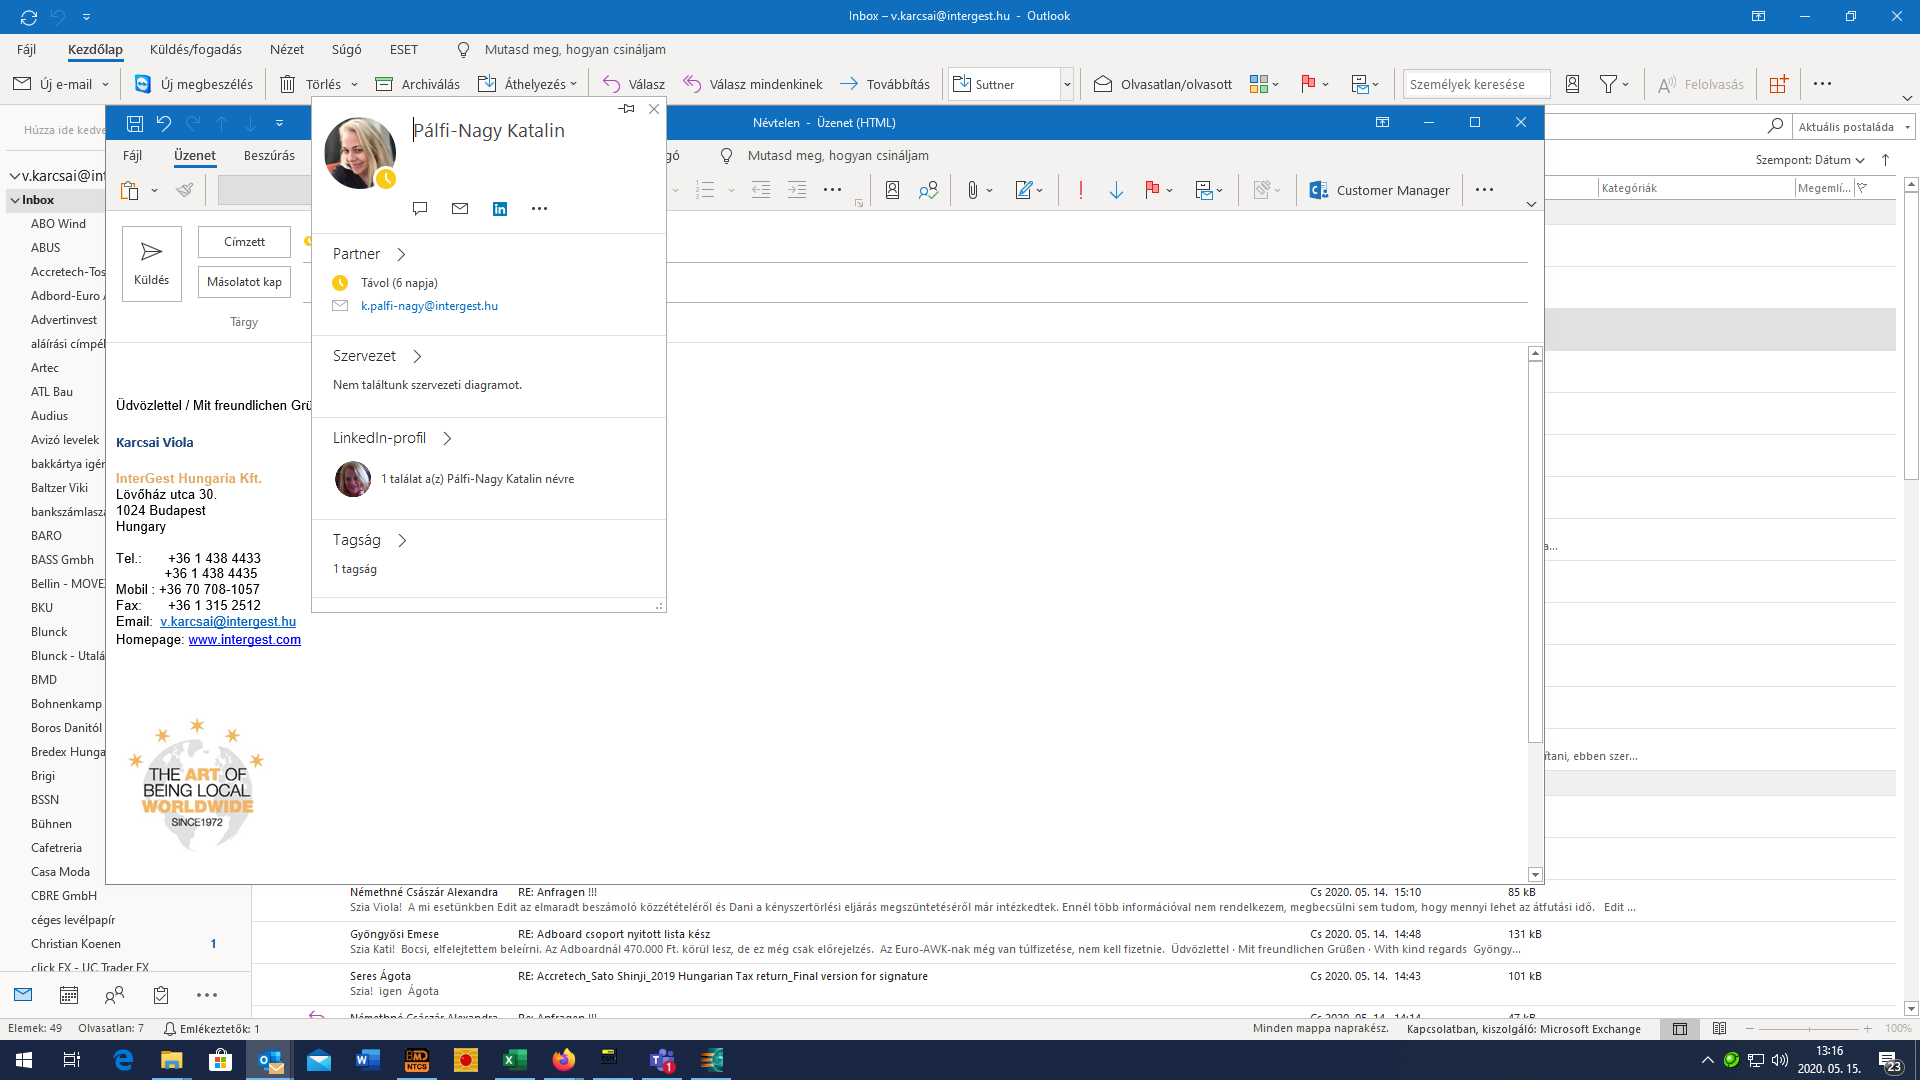 Inbox – v.karcsai@intergest.hu - Outlook
Fájl Kezdőlap Küldés/fogadás Nézet Súgó ESET Mutasd meg, hogyan csináljam
Új e-mail Új megbeszélés Törlés Archiválás Áthelyezés Válasz Válasz mindenkinek Továbbítás Suttner Olvasatlan/olvasott Személyek keresése Felolvasás
Húzza ide kedve
Névtelen - Üzenet (HTML)
Aktuális postaláda
Fájl Üzenet Beszúrás
gó Mutasd meg, hogyan csináljam
Szempont: Dátum
Kategóriák Megemlí...
Customer Manager
Küldés
Címzett
Másolatot kap
Tárgy
Pálfi-Nagy Katalin
Partner
Távol (6 napja)
k.palfi-nagy@intergest.hu
Szervezet
Nem találtunk szervezeti diagramot.
LinkedIn-profil
1 találat a(z) Pálfi-Nagy Katalin névre
Tagság
1 tagság
Üdvözlettel / Mit freundlichen Grü
Karcsai Viola
InterGest Hungaria Kft.
Lövőház utca 30.
1024 Budapest
Hungary
Tel.: +36 1 438 4433
+36 1 438 4435
Mobil : +36 70 708-1057
Fax: +36 1 315 2512
Email: v.karcsai@intergest.hu
Homepage: www.intergest.com
THE ART OF
BEING LOCAL
WORLDWIDE
SINCE1972
v.karcsai@int
Inbox
ABO Wind
ABUS
Accretech-Tos
Adbord-Euro A
Advertinvest
aláírási címpél
Artec
ATL Bau
Audius
Avizó levelek
bakkártya igér
Baltzer Viki
bankszámlaszá
BARO
BASS Gmbh
Bellin - MOVEX
BKU
Blunck
Blunck - Utalá
BMD
Bohnenkamp
Boros Danitól
Bredex Hunga
Brigi
BSSN
Bühnen
Cafetreria
Casa Moda
CBRE GmbH
céges levélpapír
Christian Koenen 1
click FX - UC Trader FX
a...
ítani, ebben szer...
Némethné Császár Alexandra RE: Anfragen !!! Cs 2020. 05. 14. 15:10 85 kB
Szia Viola! A mi esetünkben Edit az elmaradt beszámoló közzétételéről és Dani a kényszertörlési eljárás megszüntetéséről már intézkedtek. Ennél több információval nem rendelkezem, megbecsülni sem tudom, hogy mennyi lehet az átfutási idő. Edit ...
Gyöngyösi Emese RE: Adboard csoport nyitott lista kész Cs 2020. 05. 14. 14:48 131 kB
Szia Kati! Bocsi, elfelejtettem beleírni. Az Adboardnál 470.000 Ft. körül lesz, de ez még csak előrejelzés. Az Euro-AWK-nak még van túlfizetése, nem kell fizetnie. Üdvözlettel · Mit freundlichen Grüßen · With kind regards Gyöngy...
Seres Ágota RE: Accretech_Sato Shinji_2019 Hungarian Tax return_Final version for signature Cs 2020. 05. 14. 14:43 101 kB
Szia! igen Ágota
Némethné Császár Alexandra RE: Anfragen !!! Cs 2020. 05. 14. 14:14 47 kB
Elemek: 49 Olvasatlan: 7 Emlékeztetők: 1
Minden mappa naprakész. Kapcsolatban, kiszolgáló: Microsoft Exchange 100%
BMD
NTCS
1
13:16
2020. 05. 15.
23